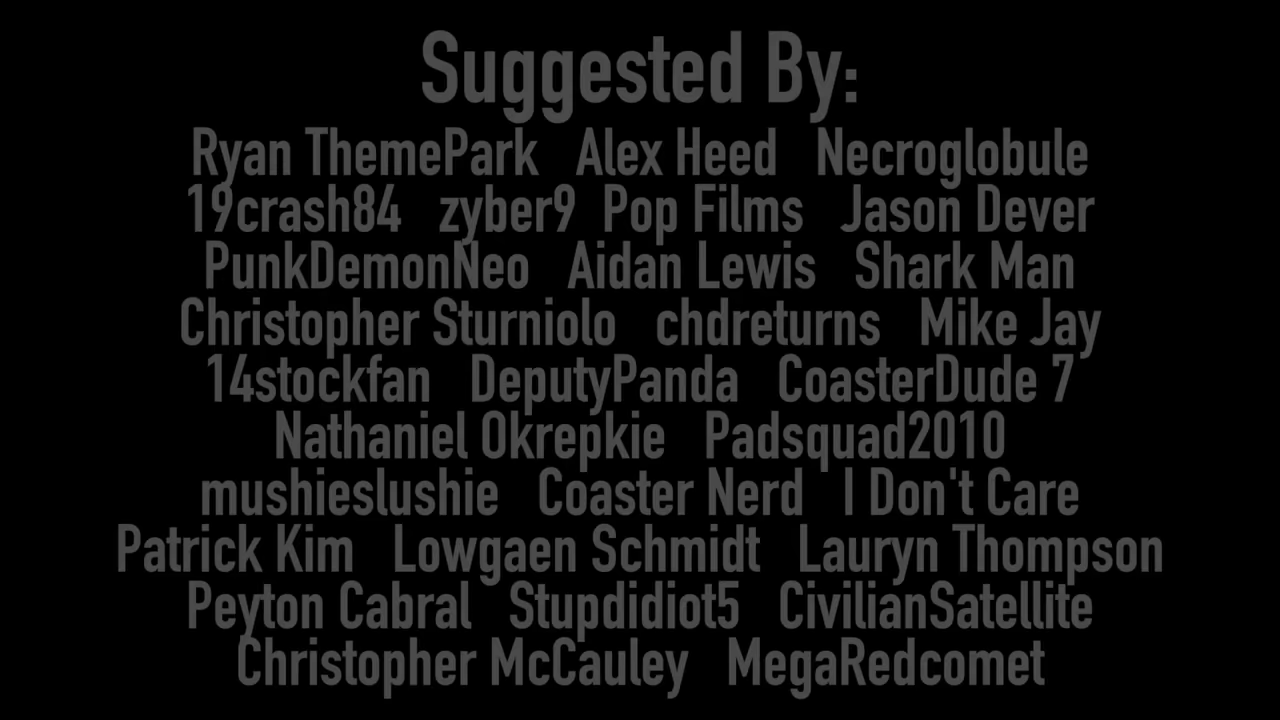 Suggested By:
Ryan ThemePark Alex Heed Necroglobule
19crash84 zyber9 Pop Films Jason Dever
PunkDemonNeo Aidan Lewis Shark Man
Christopher Sturniolo chdreturns Mike Jay
14stockfan DeputyPanda CoasterDude 7
Nathaniel Okrepkie Padsquad2010
mushieslushie Coaster Nerd I Don't Care
Patrick Kim Lowgaen Schmidt Lauryn Thompson
Peyton Cabral Stupdidiot5 CivilianSatellite
Christopher McCauley MegaRedcomet